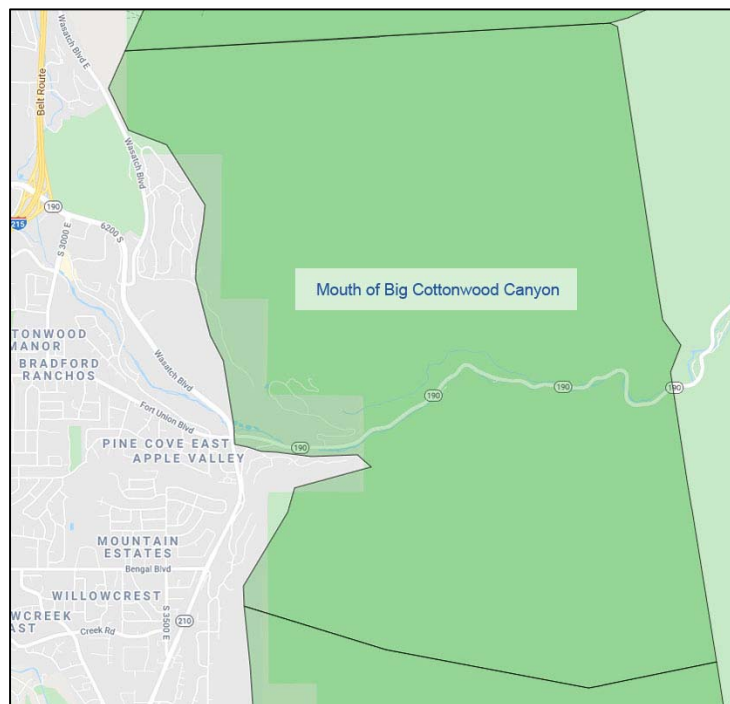 Wasatch Blvd E
Belt Route
Wasatch Blvd
190
215
S 3000 E
6200 S
Mouth of Big Cottonwood Canyon
TONWOOD
MANOR
BRADFORD
RANCHOS
Wasatch Blvd
190
190
190
Fort Union Blvd
PINE COVE EAST
APPLE VALLEY
190
MOUNTAIN
ESTATES
Bengal Blvd
WILLOWCREST
WCREEK
AST
Creek Rd
S 3500 E
210